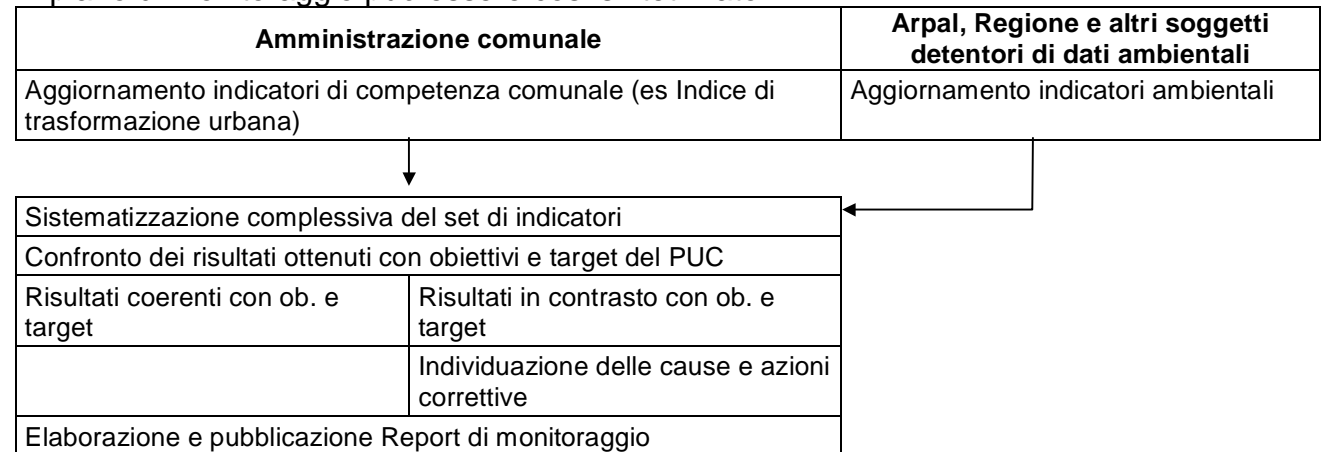 Amministrazione comunale
Arpal, Regione e altri soggetti
detentori di dati ambientali
Aggiornamento indicatori di competenza comunale (es Indice di
trasformazione urbana)
Aggiornamento indicatori ambientali
Sistematizzazione complessiva del set di indicatori
Confronto dei risultati ottenuti con obiettivi e target del PUC
Risultati coerenti con ob. e
target
Risultati in contrasto con ob. e
target
Individuazione delle cause e azioni
correttive
Elaborazione e pubblicazione Report di monitoraggio